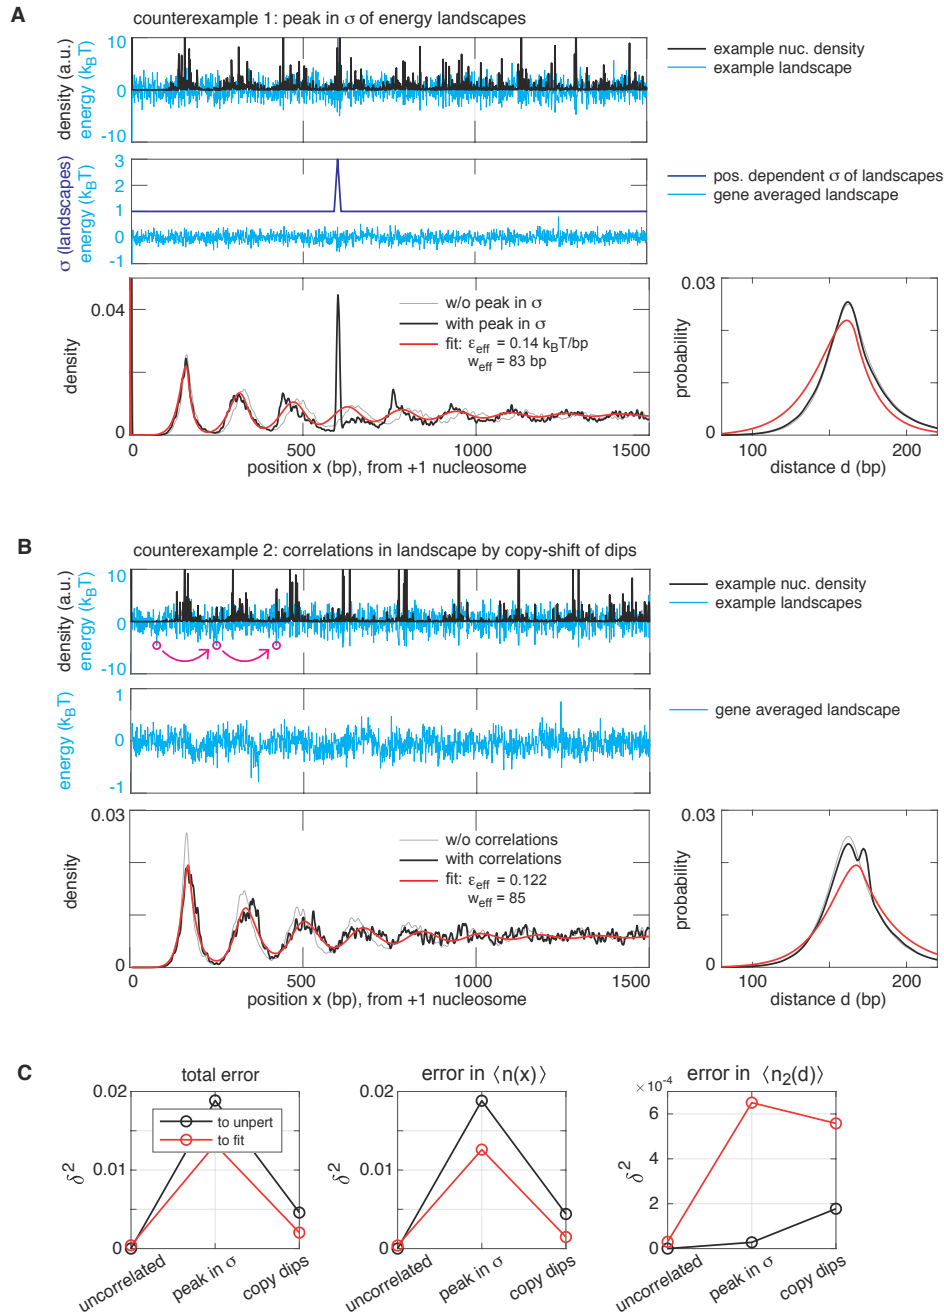 A
counterexample 1: peak in σ of energy landscapes
density (a.u.)
energy (kBT)
10
0
-10
example nuc. density
example landscape
σ (landscapes)
energy (kBT)
3
2
1
0
-1
pos. dependent σ of landscapes
gene averaged landscape
density
0.04
0
w/o peak in σ
with peak in σ
fit: εeff = 0.14 kBT/bp
weff = 83 bp
0 500 1000 1500
position x (bp), from +1 nucleosome
probability
0.03
0
100 200
distance d (bp)
B
counterexample 2: correlations in landscape by copy-shift of dips
density (a.u.)
energy (kBT)
10
0
-10
example nuc. density
example landscapes
energy (kBT)
1
0
-1
gene averaged landscape
density
0.03
0
w/o correlations
with correlations
fit: εeff = 0.122
weff = 85
0 500 1000 1500
position x (bp), from +1 nucleosome
probability
0.03
0
100 200
distance d (bp)
C
total error
δ²
0.02
0.01
0
to unpert
to fit
uncorrelated
peak in σ
copy dips
error in ⟨n(x)⟩
δ²
0.02
0.01
0
uncorrelated
peak in σ
copy dips
error in ⟨n₂(d)⟩
× 10⁻⁴
δ²
6
4
2
0
uncorrelated
peak in σ
copy dips